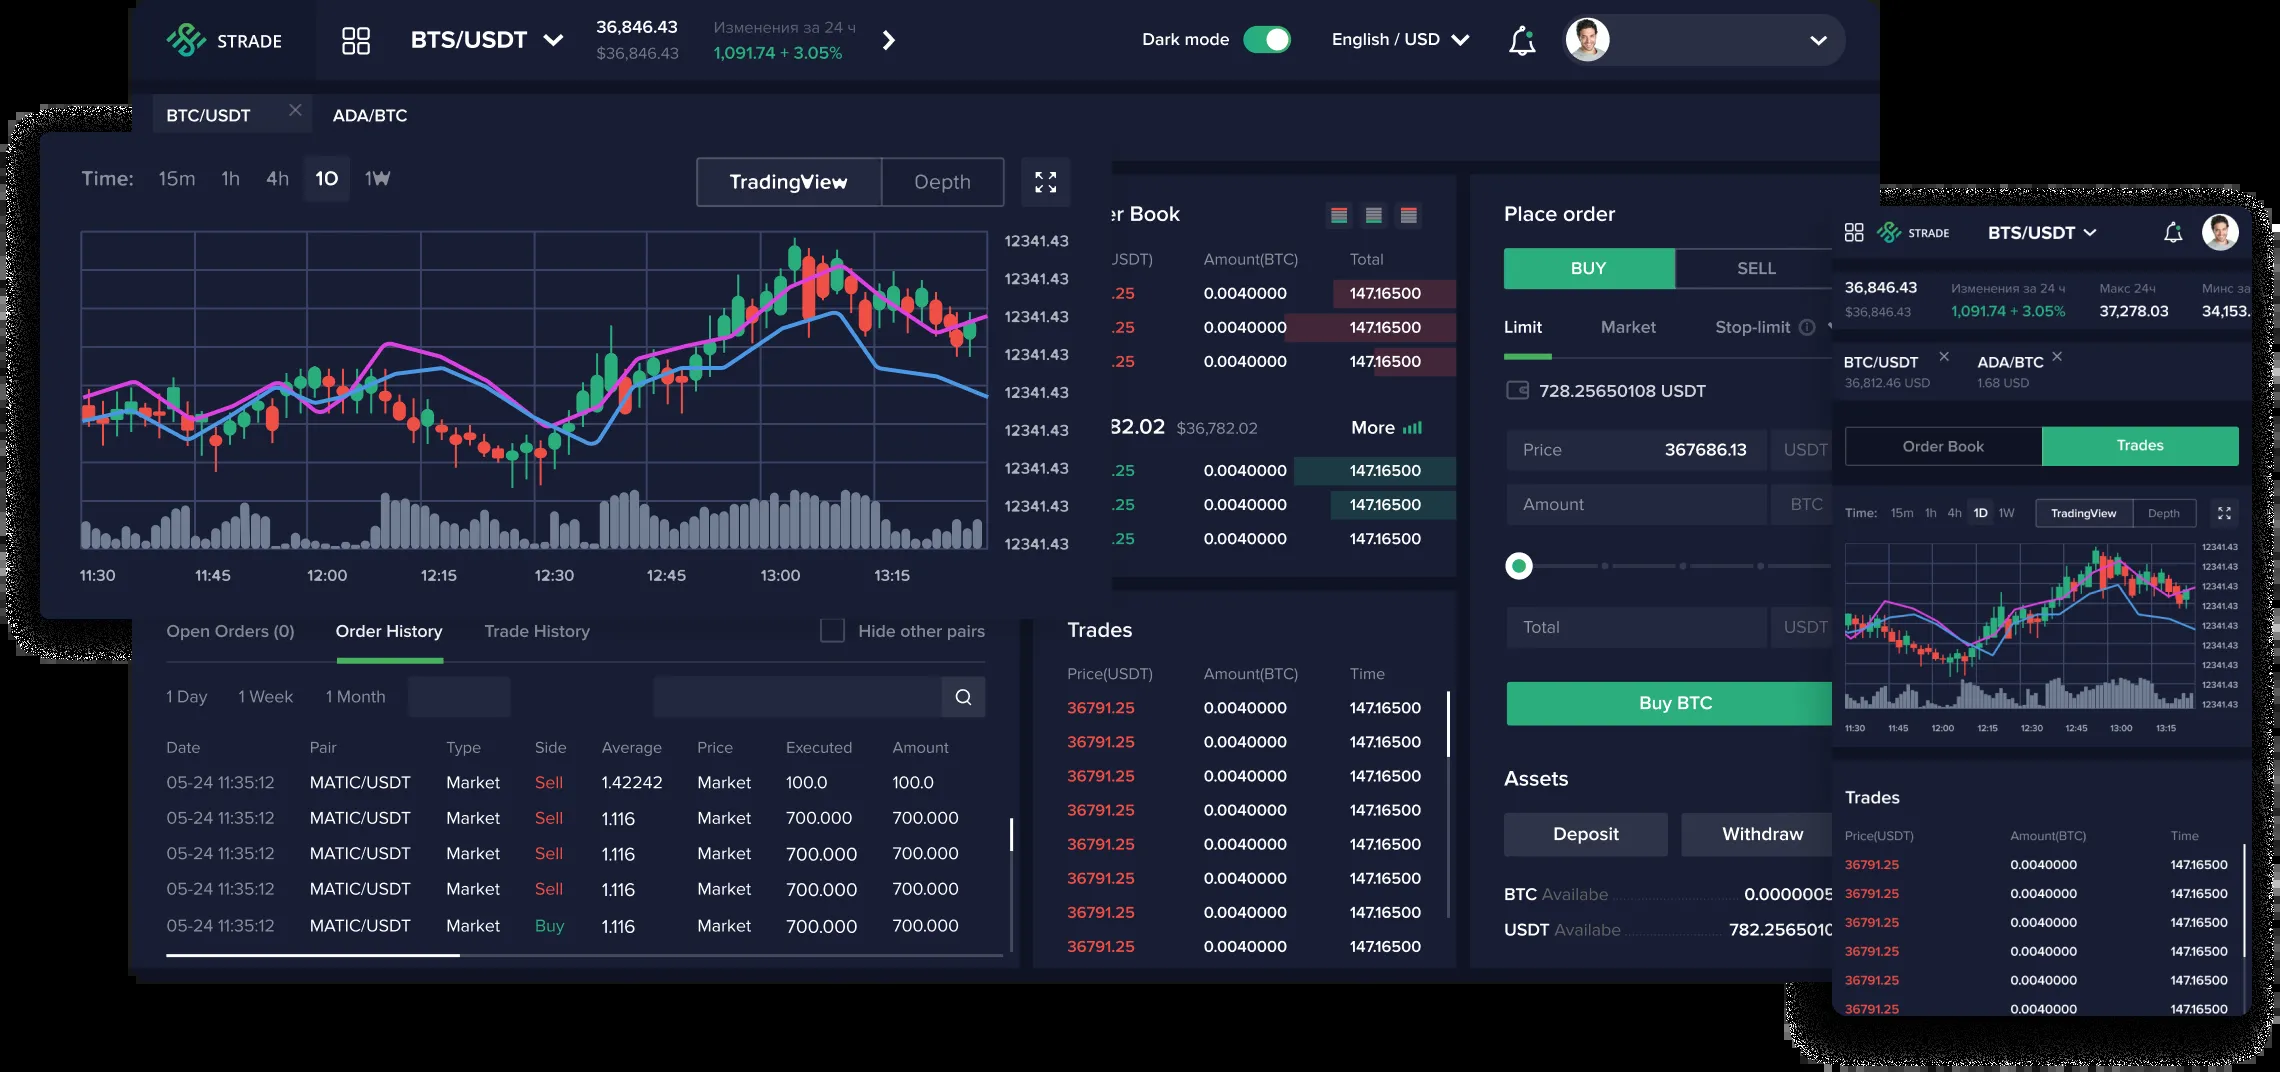 STRADE
BTS/USDT
36,846.43
$36,846.43
Изменения за 24 ч
1,091.74 + 3.05%
Dark mode
English / USD
BTC/USDT
ADA/BTC
Time: 15m 1h 4h 1D 1W
TradingView Depth
12341.43
12341.43
12341.43
12341.43
12341.43
12341.43
12341.43
12341.43
12341.43
11:30 11:45 12:00 12:15 12:30 12:45 13:00 13:15
er Book
USDT) Amount(BTC) Total
.25 0.0040000 147.16500
.25 0.0040000 147.16500
.25 0.0040000 147.16500
82.02 $36,782.02 More
.25 0.0040000 147.16500
.25 0.0040000 147.16500
.25 0.0040000 147.16500
Place order
BUY SELL
Limit Market Stop-limit
728.25650108 USDT
Price 367686.13 USDT
Amount BTC
Total USDT
Buy BTC
Assets
Deposit Withdraw
BTC Availabe 0.0000005
USDT Availabe 782.2565010
Open Orders (0) Order History Trade History Hide other pairs
1 Day 1 Week 1 Month
Date Pair Type Side Average Price Executed Amount
05-24 11:35:12 MATIC/USDT Market Sell 1.42242 Market 100.0 100.0
05-24 11:35:12 MATIC/USDT Market Sell 1.116 Market 700.000 700.000
05-24 11:35:12 MATIC/USDT Market Sell 1.116 Market 700.000 700.000
05-24 11:35:12 MATIC/USDT Market Sell 1.116 Market 700.000 700.000
05-24 11:35:12 MATIC/USDT Market Buy 1.116 Market 700.000 700.000
Trades
Price(USDT) Amount(BTC) Time
36791.25 0.0040000 147.16500
36791.25 0.0040000 147.16500
36791.25 0.0040000 147.16500
36791.25 0.0040000 147.16500
36791.25 0.0040000 147.16500
36791.25 0.0040000 147.16500
36791.25 0.0040000 147.16500
36791.25 0.0040000 147.16500
STRADE BTS/USDT
36,846.43 Изменения за 24 ч Макс 24ч Минс за
$36,846.43 1,091.74 + 3.05% 37,278.03 34,153.
BTC/USDT ADA/BTC
36,812.46 USD 1.68 USD
Order Book Trades
Time: 15m 1h 4h 1D 1W TradingView Depth
12341.43
12341.43
12341.43
12341.43
12341.43
12341.43
12341.43
12341.43
12341.43
11:30 11:45 12:00 12:15 12:30 12:45 13:00 13:15
Trades
Price(USDT) Amount(BTC) Time
36791.25 0.0040000 147.16500
36791.25 0.0040000 147.16500
36791.25 0.0040000 147.16500
36791.25 0.0040000 147.16500
36791.25 0.0040000 147.16500
36791.25 0.0040000 147.16500